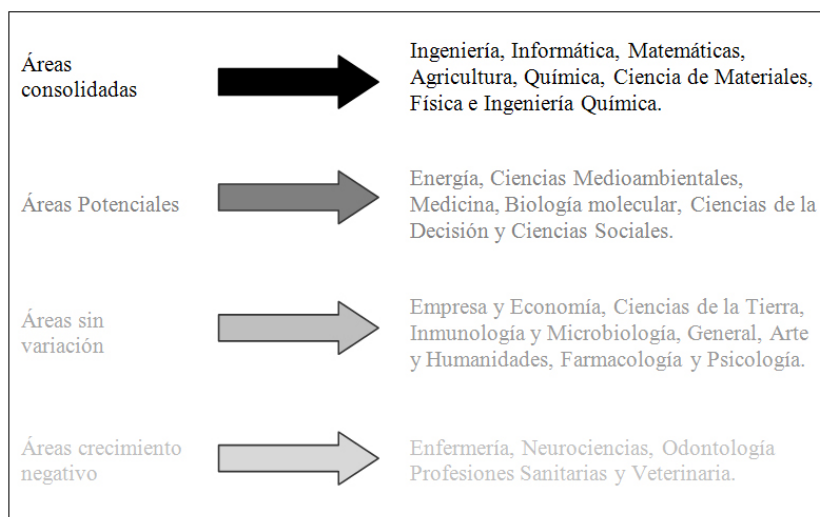 Áreas
consolidadas
Ingeniería, Informática, Matemáticas,
Agricultura, Química, Ciencia de Materiales,
Física e Ingeniería Química.
Áreas Potenciales
Energía, Ciencias Medioambientales,
Medicina, Biología molecular, Ciencias de la
Decisión y Ciencias Sociales.
Áreas sin
variación
Empresa y Economía, Ciencias de la Tierra,
Inmunología y Microbiología, General, Arte
y Humanidades, Farmacología y Psicología.
Áreas crecimiento
negativo
Enfermería, Neurociencias, Odontología
Profesiones Sanitarias y Veterinaria.